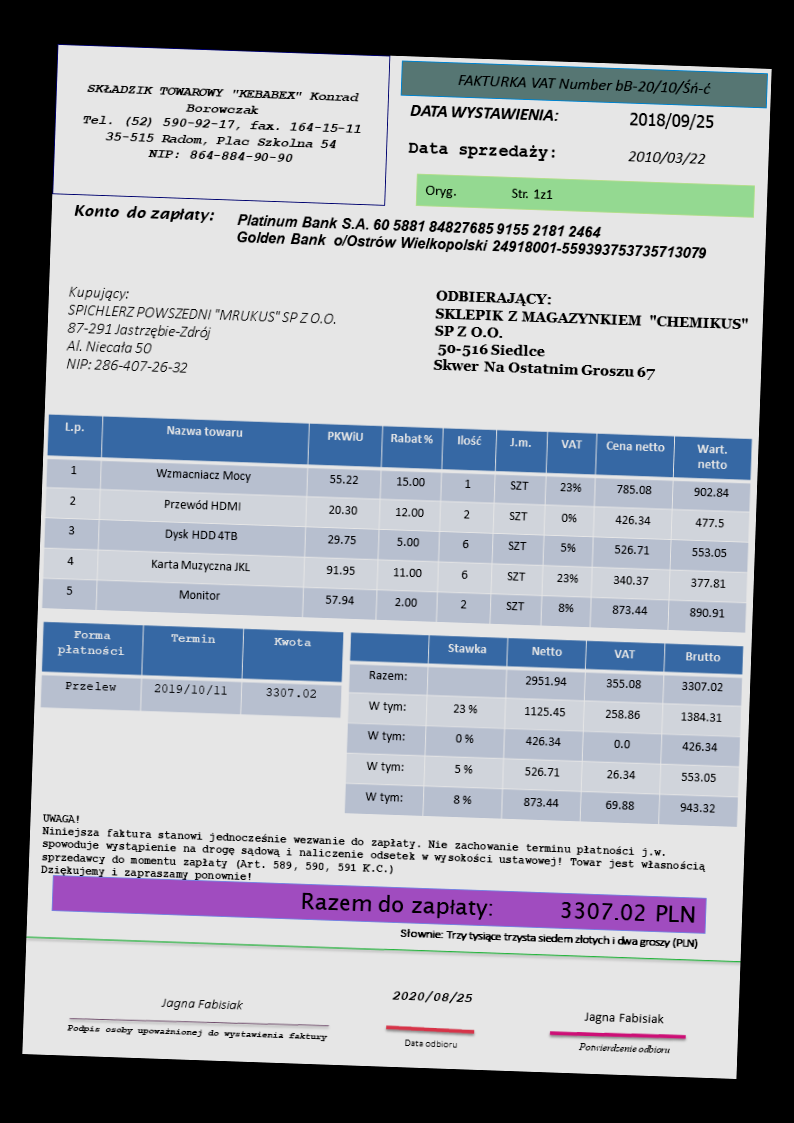 SKŁADZIK TOWAROWY "KEBABEX" Konrad
Borowczak
Tel. (52) 590-92-17, fax. 164-15-11
35-515 Radom, Plac Szkolna 54
NIP: 864-884-90-90
FAKTURKA VAT Number bB-20/10/Śń-ć
DATA WYSTAWIENIA: 2018/09/25
Data sprzedaży: 2010/03/22
Oryg. Str. 1z1
Konto do zapłaty: Platinum Bank S.A. 60 5881 84827685 9155 2181 2464
Golden Bank o/Ostrów Wielkopolski 24918001-559393753735713079
Kupujący:
SPICHLERZ POWSZEDNI "MRUKUS" SP Z O.O.
87-291 Jastrzębie-Zdrój
Al. Niecała 50
NIP: 286-407-26-32
ODBIERAJĄCY:
SKLEPIK Z MAGAZYNKIEM "CHEMIKUS"
SP Z O.O.
50-516 Siedlce
Skwer Na Ostatnim Groszu 67
L.p. Nazwa towaru PKWiU Rabat % Ilość J.m. VAT Cena netto Wart.
netto
1 Wzmacniacz Mocy 55.22 15.00 1 SZT 23% 785.08 902.84
2 Przewód HDMI 20.30 12.00 2 SZT 0% 426.34 477.5
3 Dysk HDD 4TB 29.75 5.00 6 SZT 5% 526.71 553.05
4 Karta Muzyczna JKL 91.95 11.00 6 SZT 23% 340.37 377.81
5 Monitor 57.94 2.00 2 SZT 8% 873.44 890.91
Forma
płatności Termin Kwota
Przelew 2019/10/11 3307.02
Stawka Netto VAT Brutto
Razem: 2951.94 355.08 3307.02
W tym: 23 % 1125.45 258.86 1384.31
W tym: 0 % 426.34 0.0 426.34
W tym: 5 % 526.71 26.34 553.05
W tym: 8 % 873.44 69.88 943.32
UWAGA!
Niniejsza faktura stanowi jednocześnie wezwanie do zapłaty. Nie zachowanie terminu płatności j.w.
spowoduje wystąpienie na drogę sądową i naliczenie odsetek w wysokości ustawowej! Towar jest własnością
sprzedawcy do momentu zapłaty (Art. 589, 590, 591 K.C.)
Dziękujemy i zapraszamy ponownie!
Razem do zapłaty: 3307.02 PLN
Słownie: Trzy tysiące trzysta siedem złotych i dwa groszy (PLN)
Jagna Fabisiak
Podpis osoby upoważnionej do wystawienia faktury
2020/08/25
Data odbioru
Jagna Fabisiak
Potwierdzenie odbioru